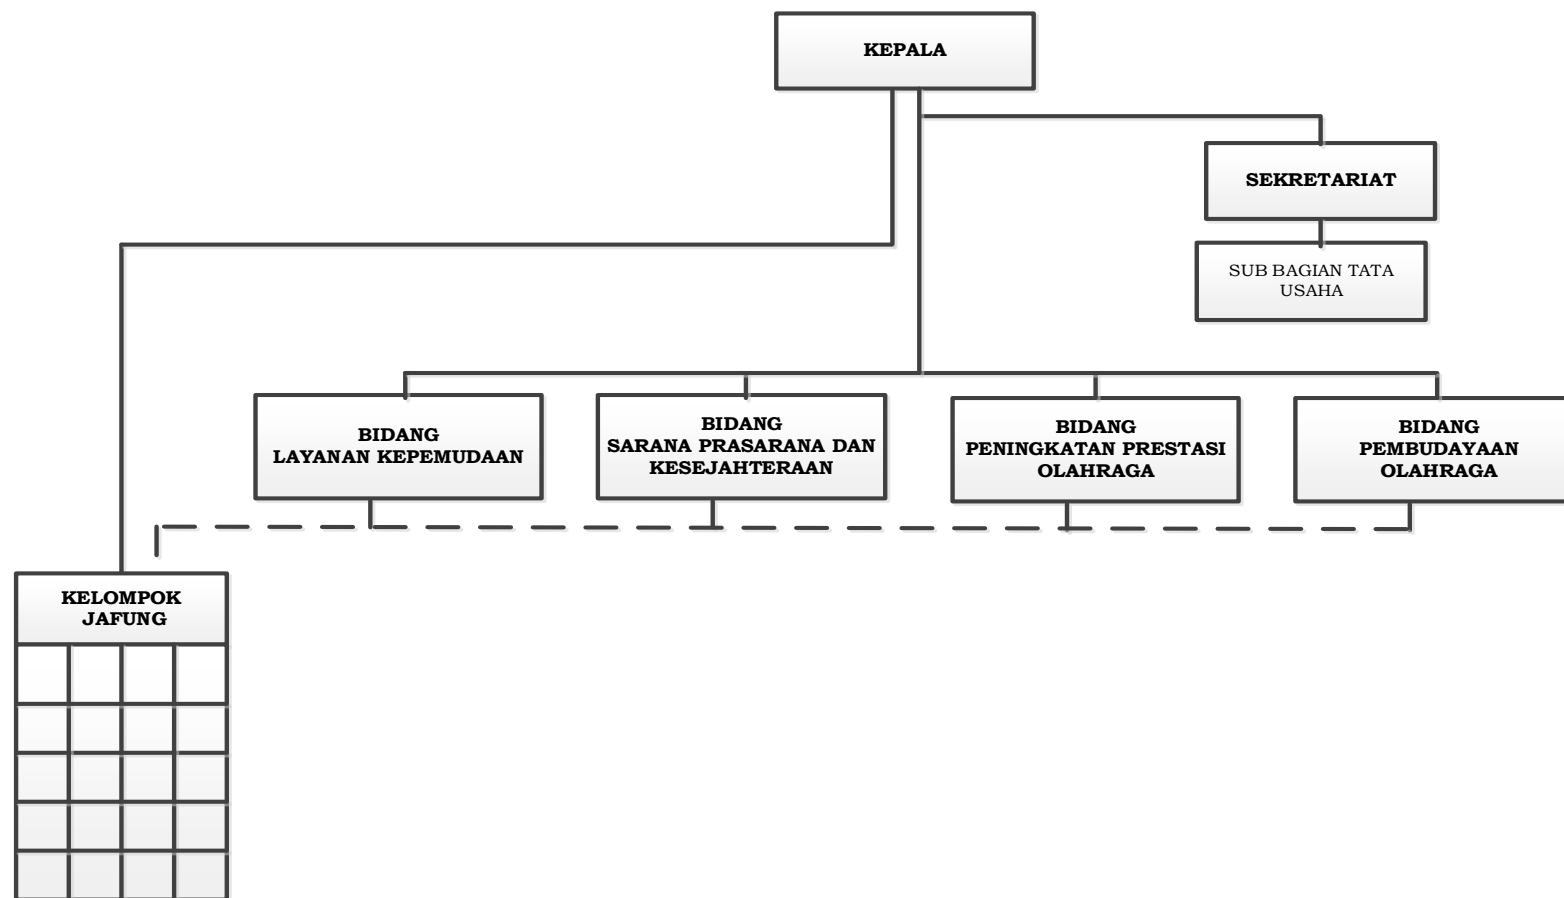 KEPALA
SEKRETARIAT
SUB BAGIAN TATA
USAHA
BIDANG
LAYANAN KEPEMUDAAN
BIDANG
SARANA PRASARANA DAN
KESEJAHTERAAN
BIDANG
PENINGKATAN PRESTASI
OLAHRAGA
BIDANG
PEMBUDAYAAN
OLAHRAGA
KELOMPOK
JAFUNG